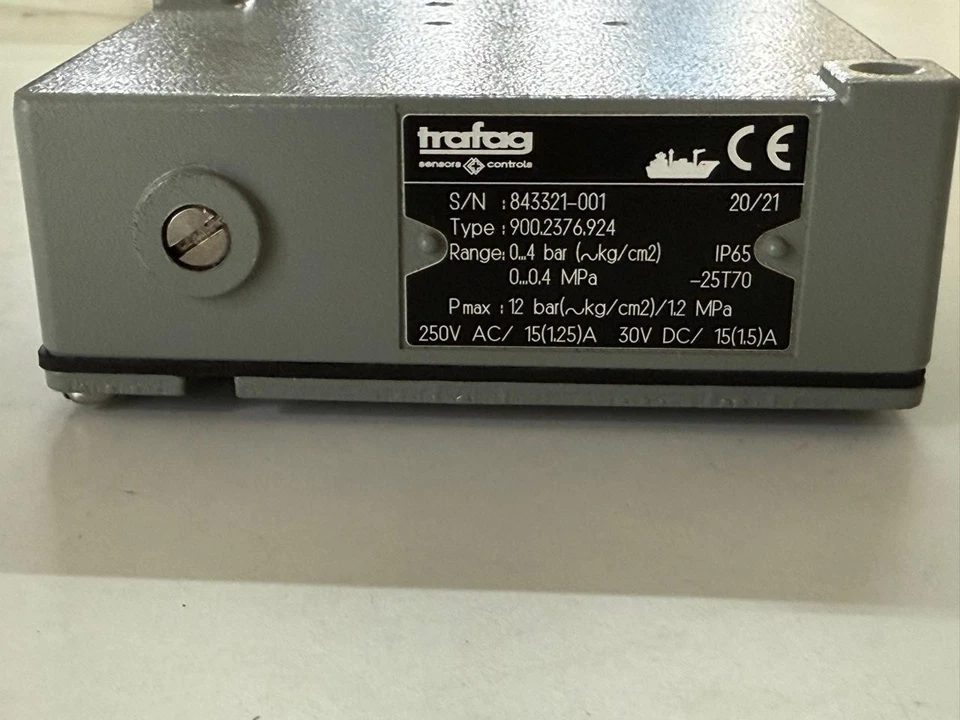 trafag
sensors controls
CE
S/N : 843321-001 20/21
Type : 900.2376.924
Range: 0...4 bar (~kg/cm2) IP65
0...0.4 MPa -25T70
Pmax : 12 bar(~kg/cm2)/1.2 MPa
250V AC/ 15(1.25)A 30V DC/ 15(1.5)A